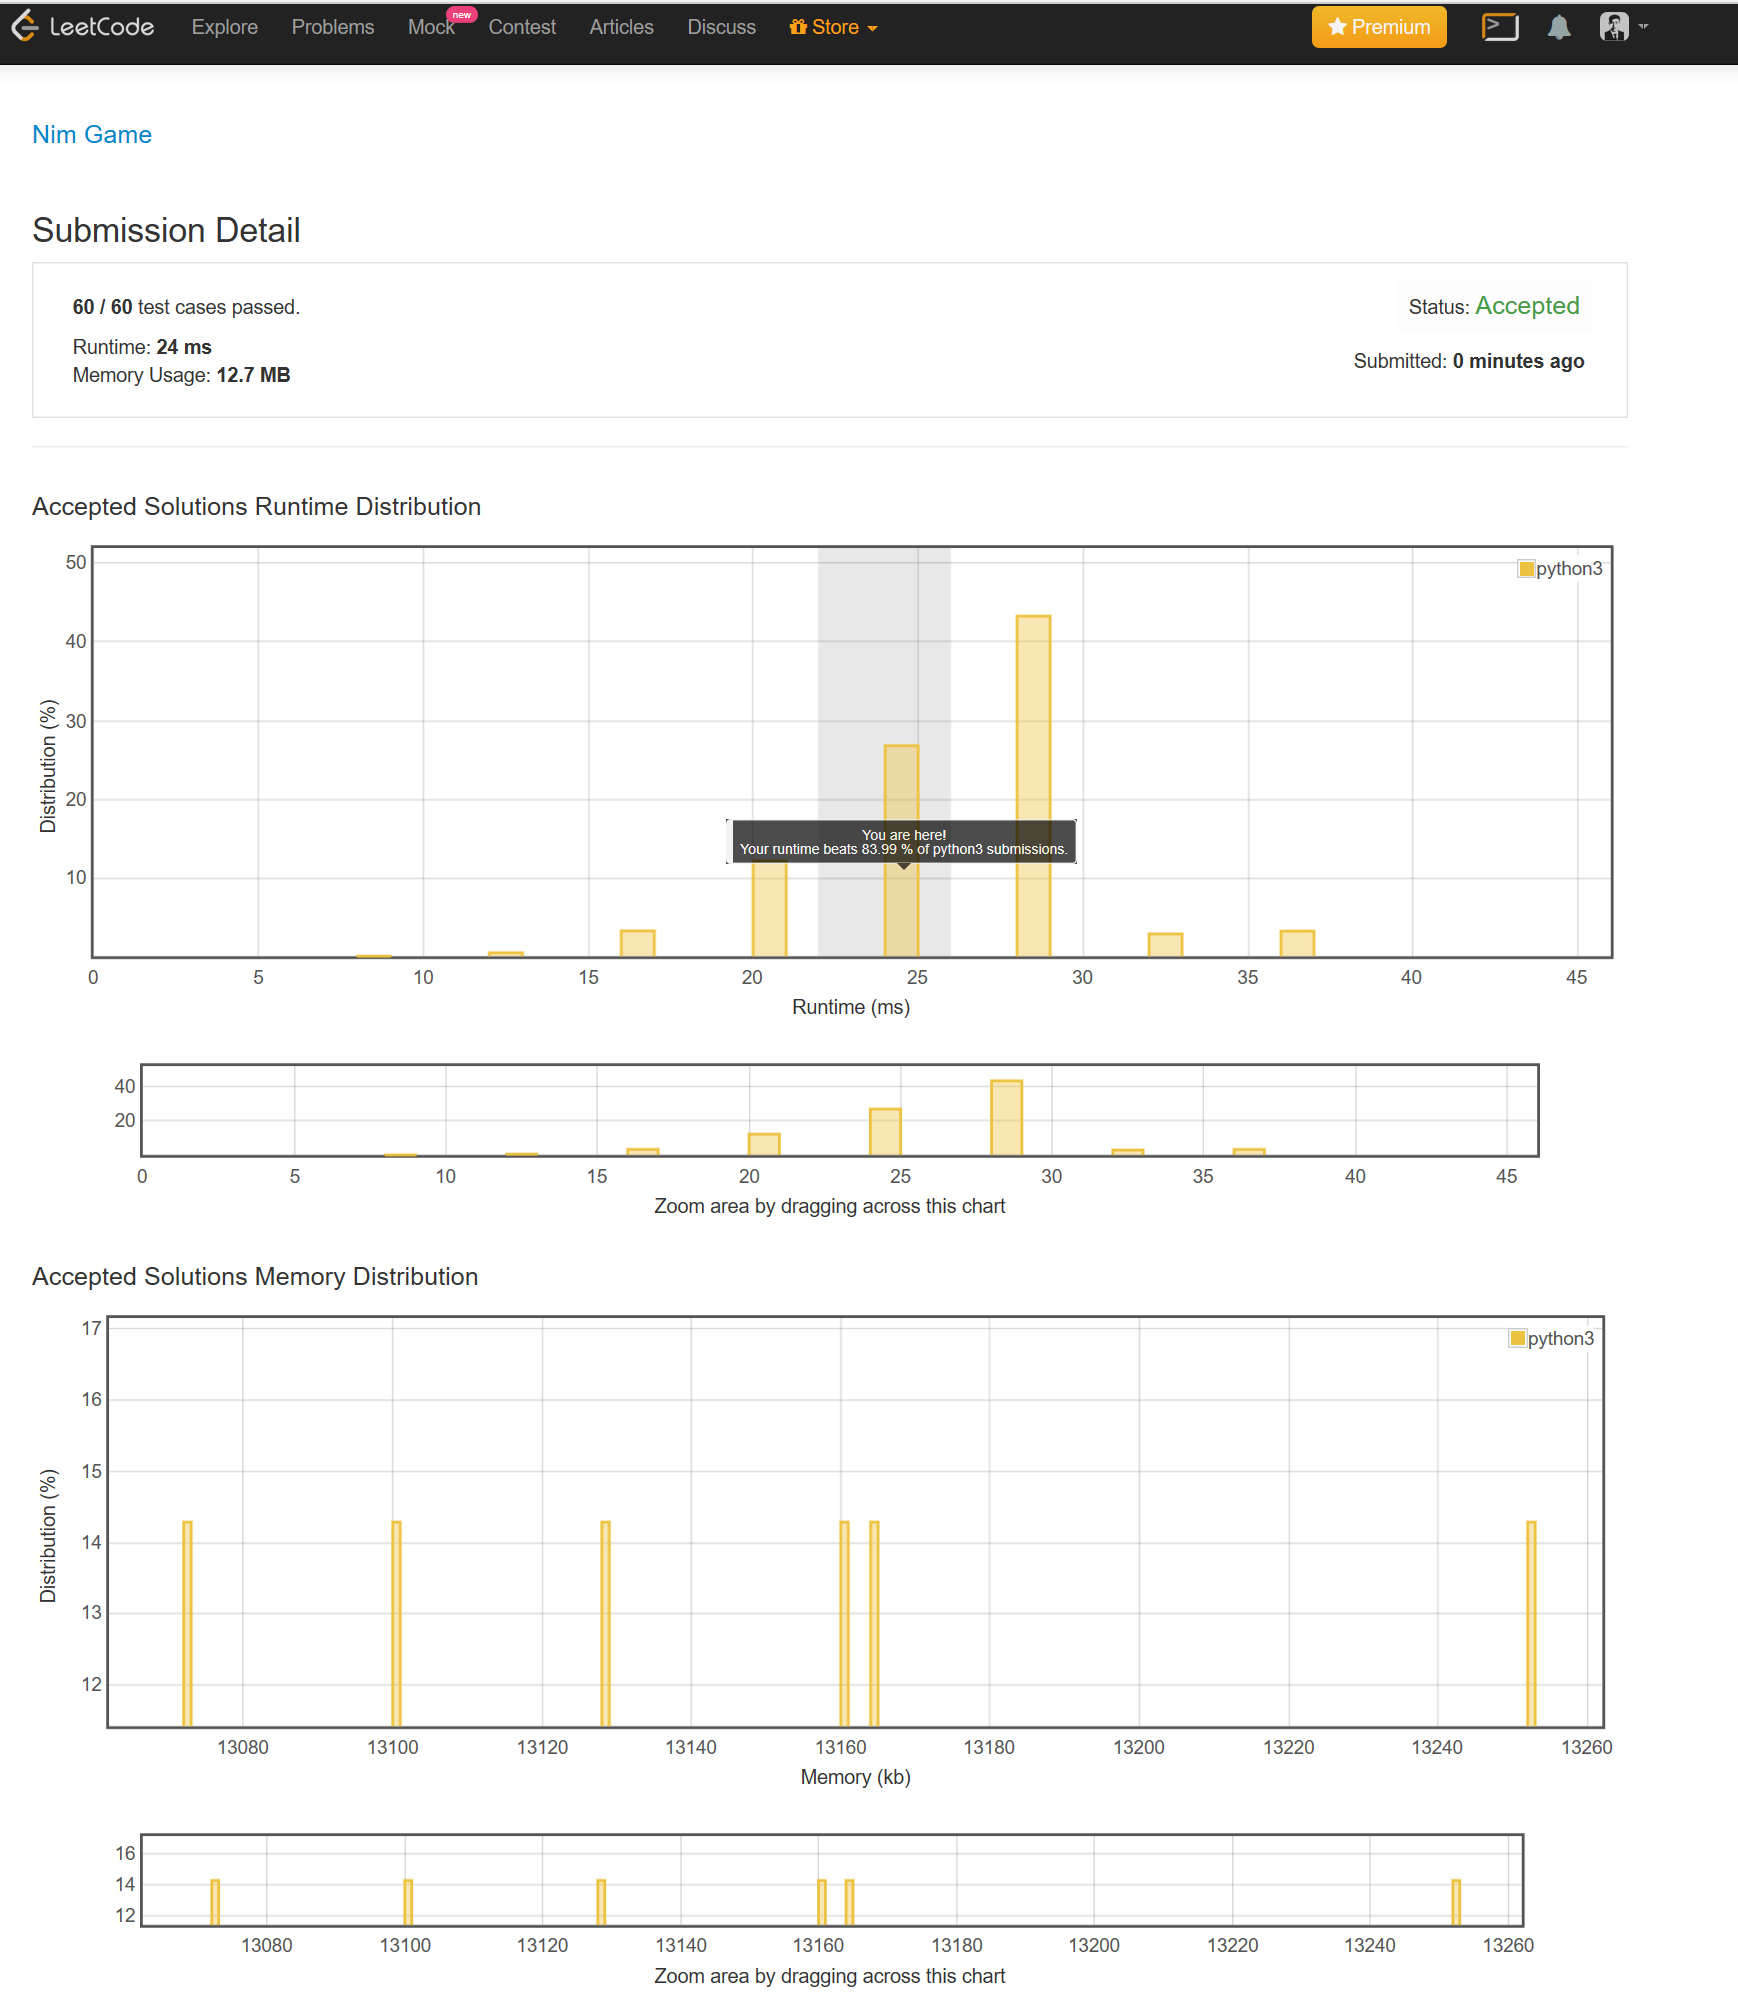 LeetCode Explore Problems Mock new Contest Articles Discuss Store Premium
Nim Game
Submission Detail
60 / 60 test cases passed.
Status: Accepted
Runtime: 24 ms
Submitted: 0 minutes ago
Memory Usage: 12.7 MB
Accepted Solutions Runtime Distribution
50
40
30
20
10
Distribution (%)
python3
You are here!
Your runtime beats 83.99 % of python3 submissions.
0 5 10 15 20 25 30 35 40 45
Runtime (ms)
40
20
0 5 10 15 20 25 30 35 40 45
Zoom area by dragging across this chart
Accepted Solutions Memory Distribution
17
16
15
14
13
12
Distribution (%)
python3
13080 13100 13120 13140 13160 13180 13200 13220 13240 13260
Memory (kb)
16
14
12
13080 13100 13120 13140 13160 13180 13200 13220 13240 13260
Zoom area by dragging across this chart